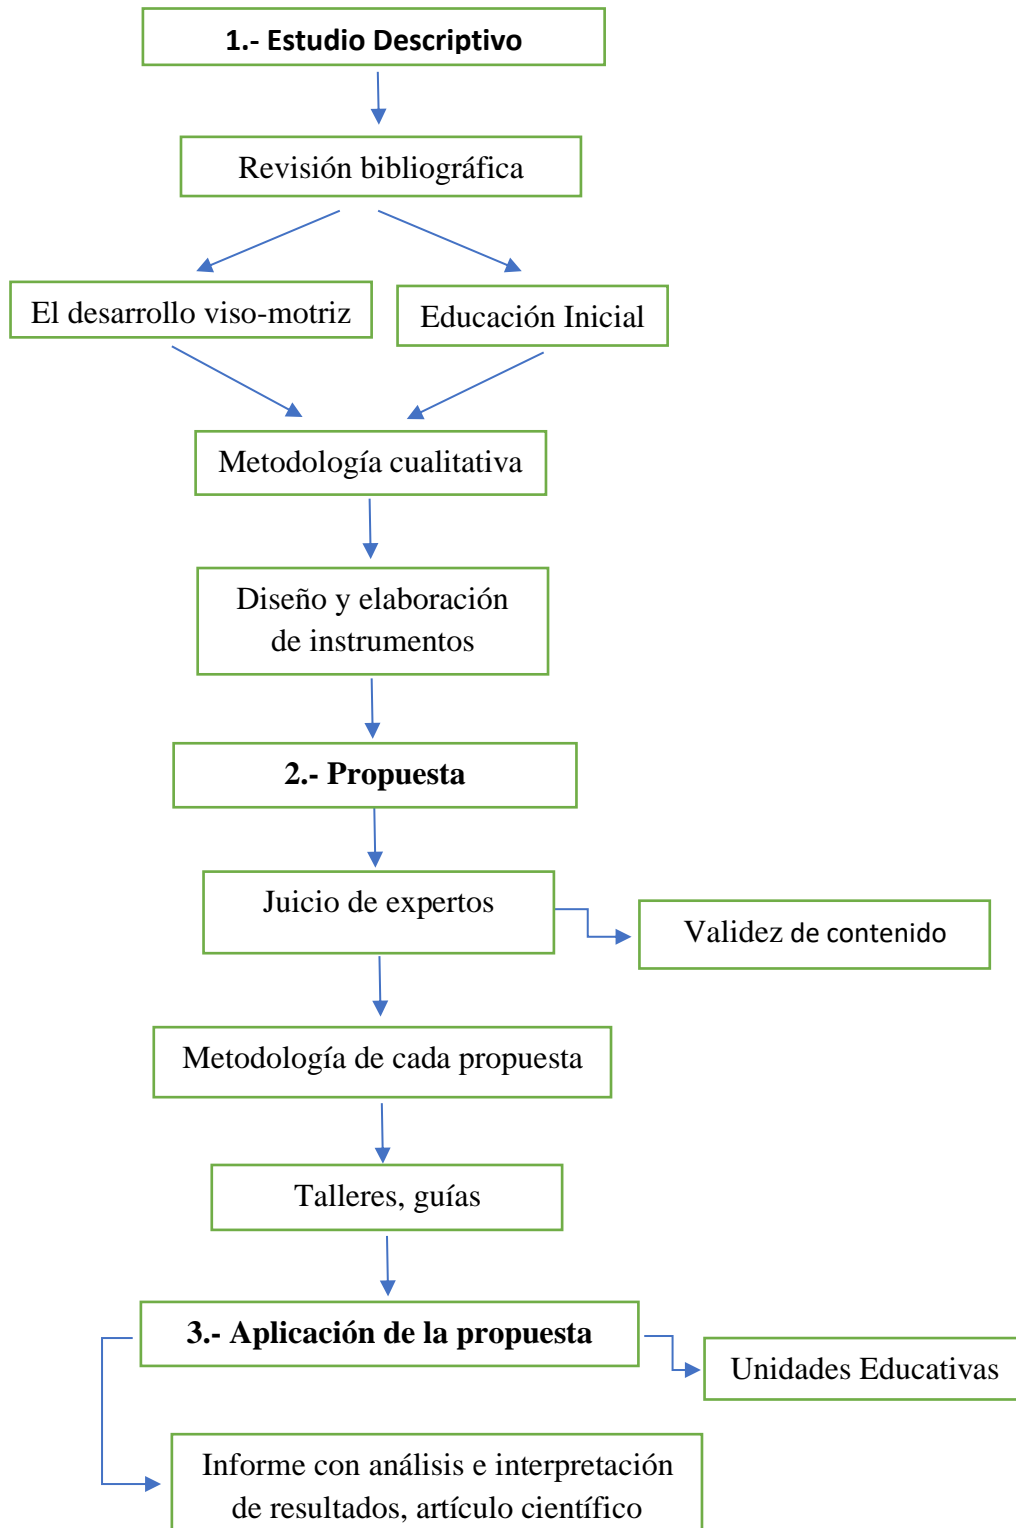 1.- Estudio Descriptivo
Revisión bibliográfica
El desarrollo viso-motriz
Educación Inicial
Metodología cualitativa
Diseño y elaboración
de instrumentos
2.- Propuesta
Juicio de expertos
Validez de contenido
Metodología de cada propuesta
Talleres, guías
3.- Aplicación de la propuesta
Unidades Educativas
Informe con análisis e interpretación
de resultados, artículo científico